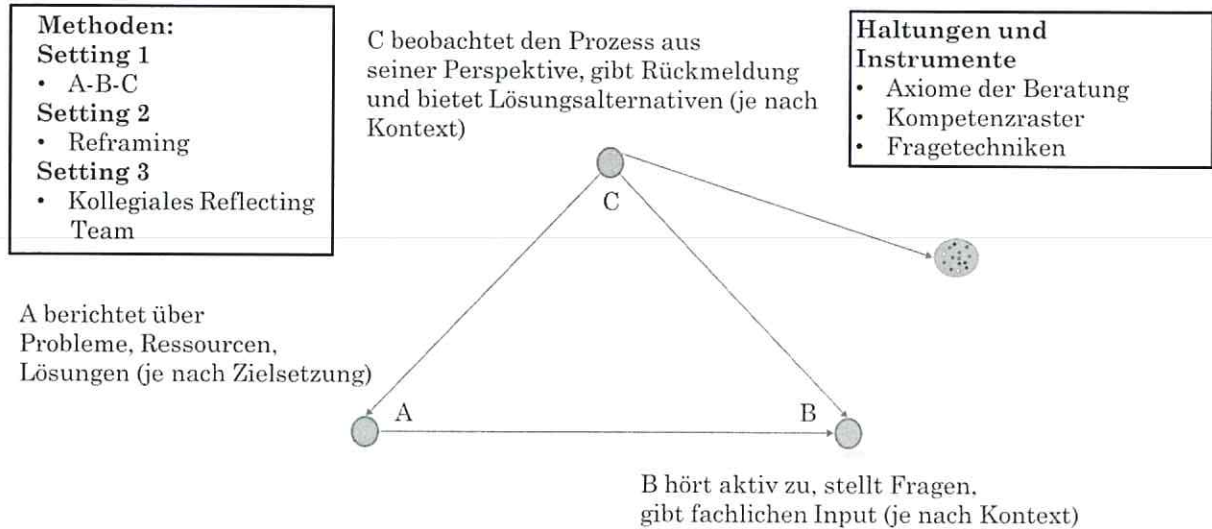 Methoden:
Setting 1
• A-B-C
Setting 2
• Reframing
Setting 3
• Kollegiales Reflecting
Team
C beobachtet den Prozess aus
seiner Perspektive, gibt Rückmeldung
und bietet Lösungsalternativen (je nach
Kontext)
Haltungen und
Instrumente
• Axiome der Beratung
• Kompetenzraster
• Fragetechniken
C
A berichtet über
Probleme, Ressourcen,
Lösungen (je nach Zielsetzung)
A
B
B hört aktiv zu, stellt Fragen,
gibt fachlichen Input (je nach Kontext)